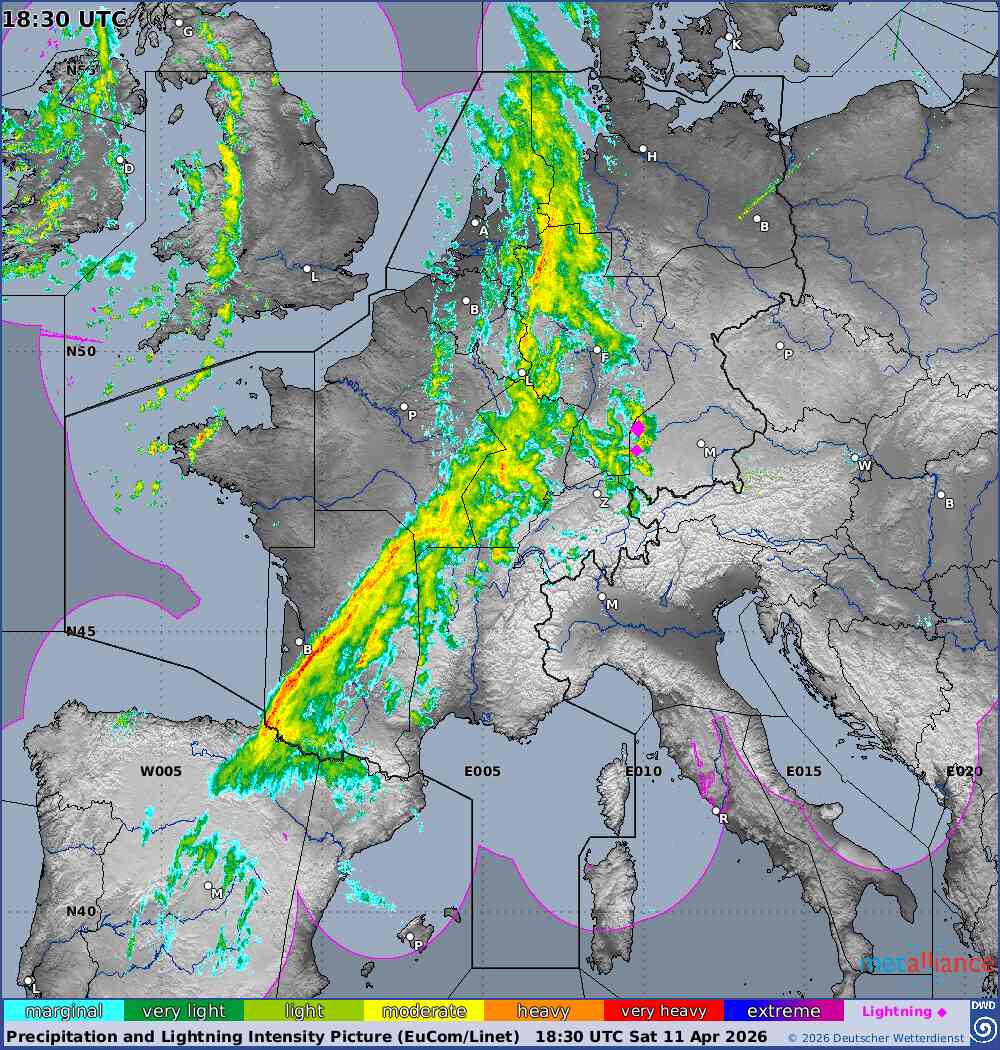 18:30 UTC
G
K
N55
H
D
A
B
L
B
N50
F
P
L
P
M
W
Z
B
M
N45
B
W005
E005
E010
E015
E020
R
M
N40
P
L
metalliance
marginal very light light moderate heavy very heavy extreme Lightning
DWD
Precipitation and Lightning Intensity Picture (EuCom/Linet) 18:30 UTC Sat 11 Apr 2026 © 2026 Deutscher Wetterdienst